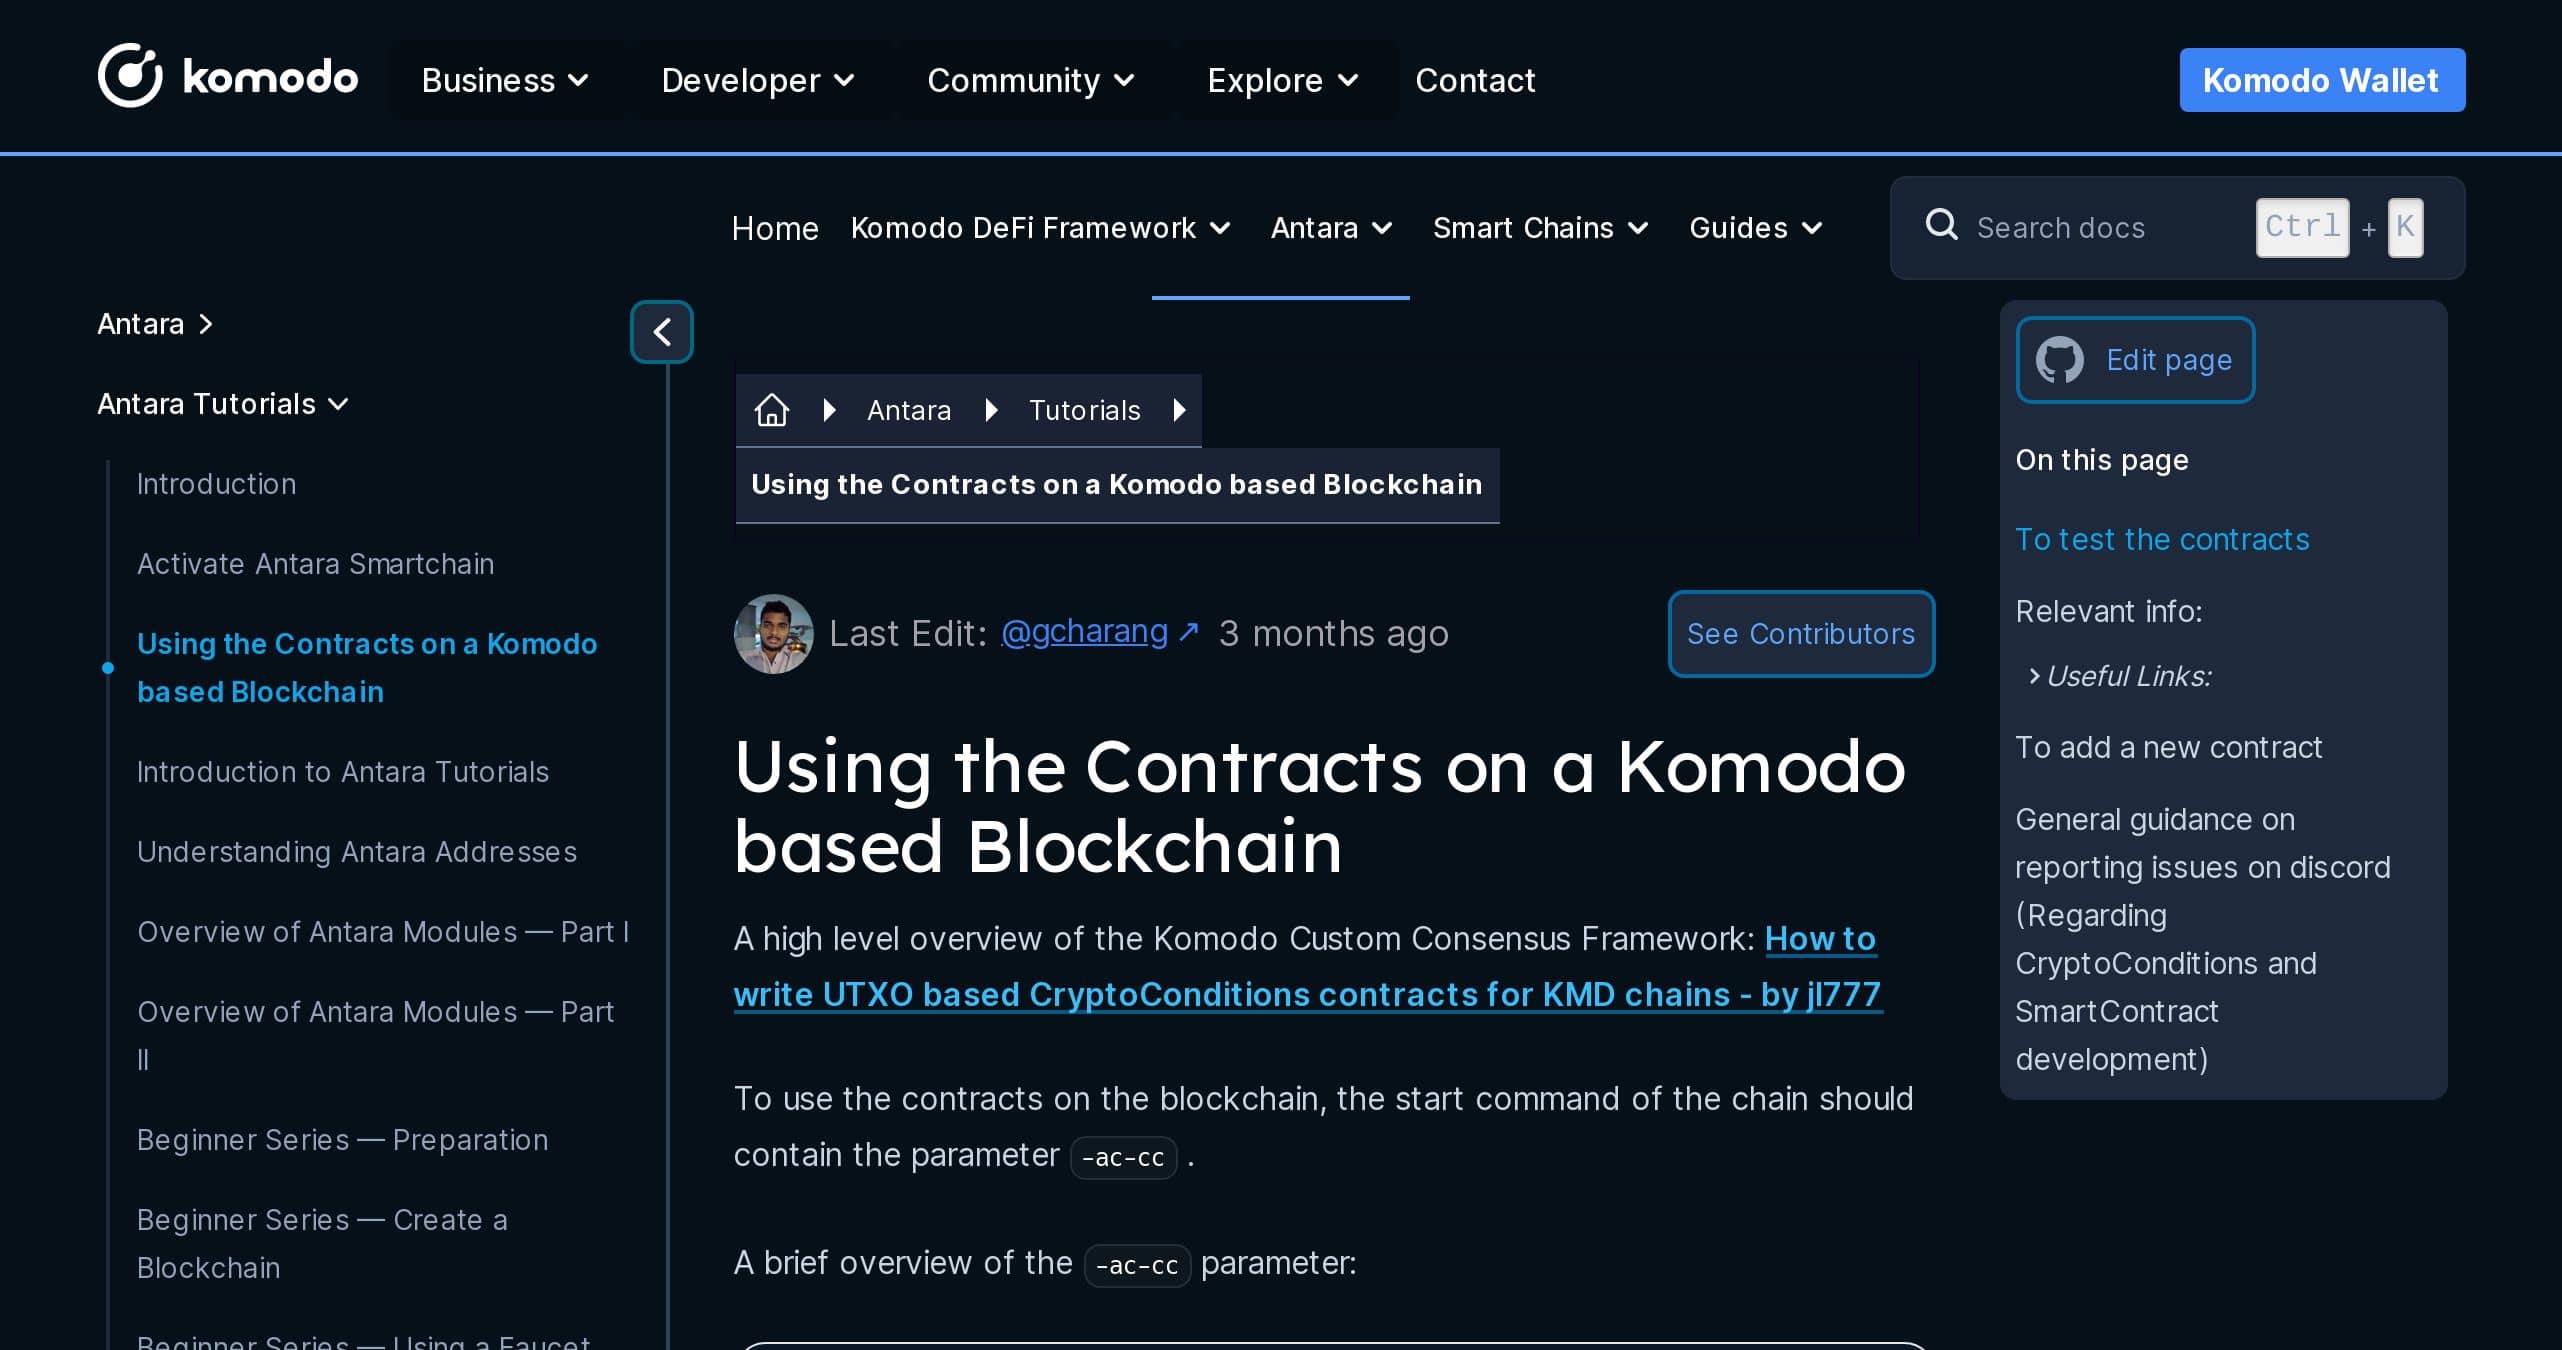 komodo
Business
Developer
Community
Explore
Contact
Komodo Wallet
Home
Komodo DeFi Framework
Antara
Smart Chains
Guides
Search docs
Ctrl + K
Antara
Antara Tutorials
Introduction
Activate Antara Smartchain
Using the Contracts on a Komodo
based Blockchain
Introduction to Antara Tutorials
Understanding Antara Addresses
Overview of Antara Modules — Part I
Overview of Antara Modules — Part
II
Beginner Series — Preparation
Beginner Series — Create a
Blockchain
Beginner Series — Using a Faucet
Antara
Tutorials
Using the Contracts on a Komodo based Blockchain
Last Edit: @gcharang ↗ 3 months ago
See Contributors
Using the Contracts on a Komodo
based Blockchain
A high level overview of the Komodo Custom Consensus Framework: How to
write UTXO based CryptoConditions contracts for KMD chains - by jl777
To use the contracts on the blockchain, the start command of the chain should
contain the parameter -ac-cc .
A brief overview of the -ac-cc parameter:
Edit page
On this page
To test the contracts
Relevant info:
Useful Links:
To add a new contract
General guidance on
reporting issues on discord
(Regarding
CryptoConditions and
SmartContract
development)